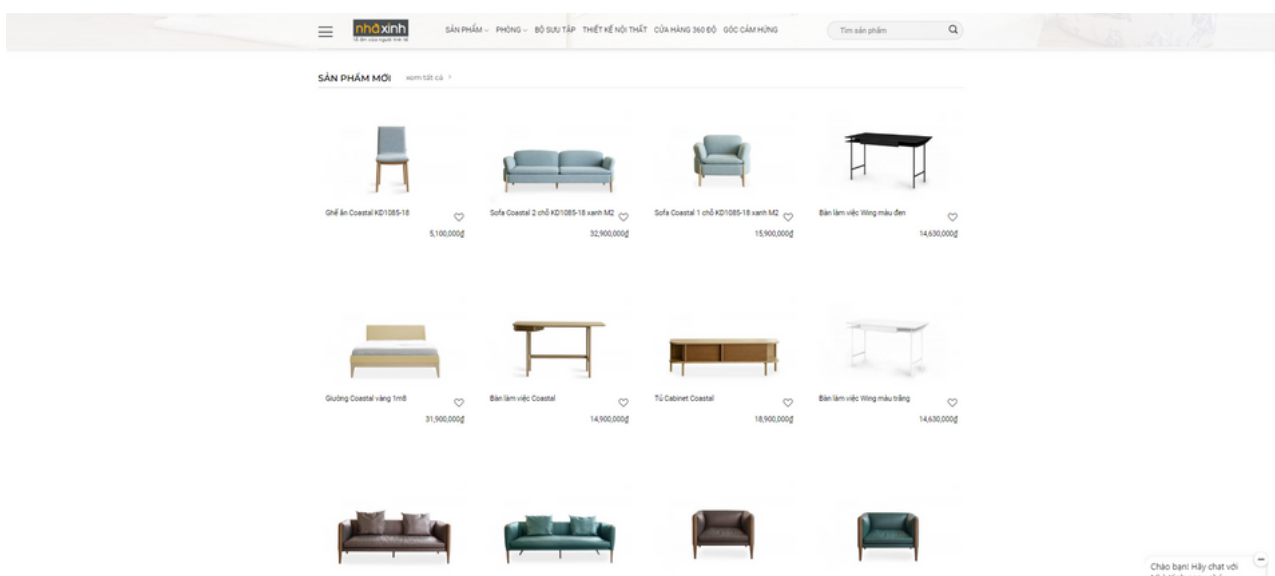 nhàxinh
SẢN PHẨM PHÒNG BỘ SƯU TẬP THIẾT KẾ NỘI THẤT CỬA HÀNG 360 ĐỘ GÓC CẢM HỨNG Tìm sản phẩm
SẢN PHẨM MỚI xem tất cả
Ghế ăn Coastal KD1085-18
5,100,000₫
Sofa Coastal 2 chỗ KD1085-18 xanh M2
32,900,000₫
Sofa Coastal 1 chỗ KD1085-18 xanh M2
15,900,000₫
Bàn làm việc Wing màu đen
14,630,000₫
Giường Coastal vàng 1m8
31,900,000₫
Bàn làm việc Coastal
14,900,000₫
Tủ Cabinet Coastal
18,900,000₫
Bàn làm việc Wing màu trắng
14,630,000₫
Chào bạn! Hãy chat với